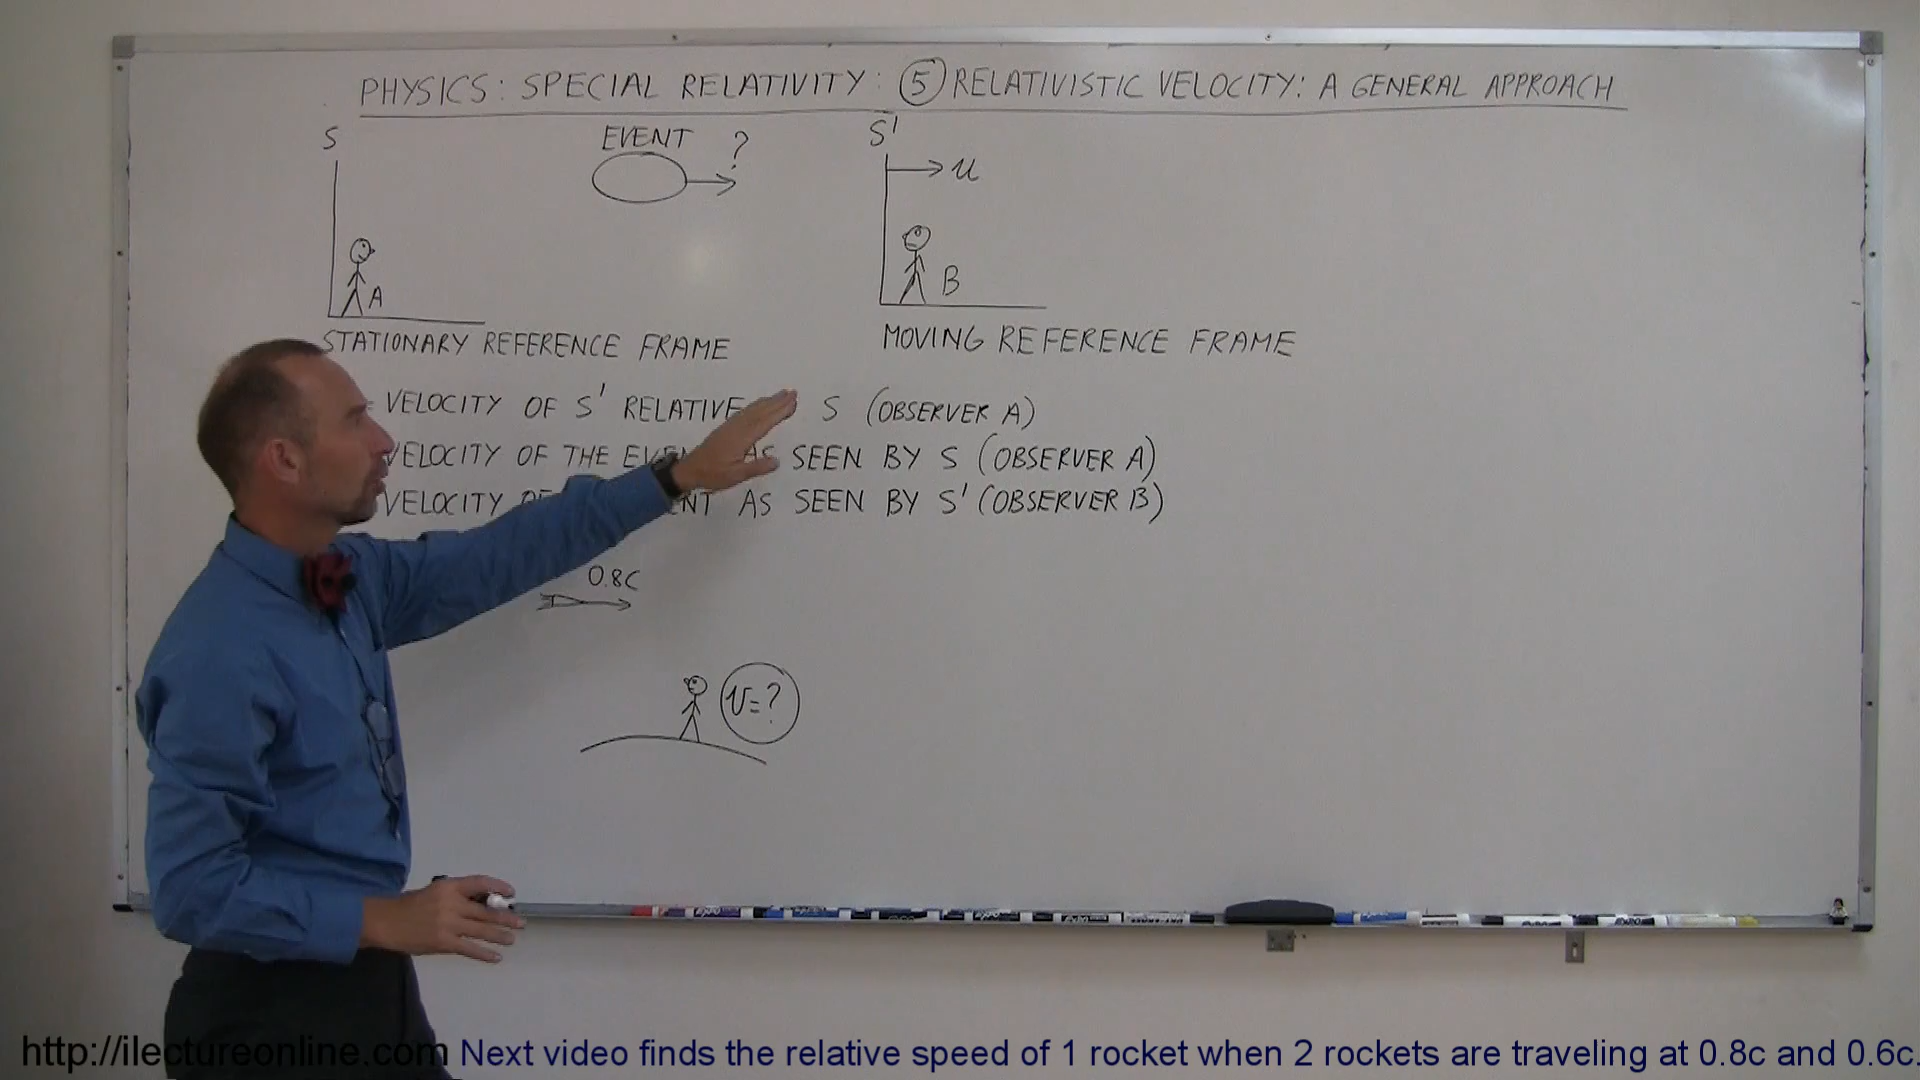 PHYSICS: SPECIAL RELATIVITY: 5 RELATIVISTIC VELOCITY: A GENERAL APPROACH
S EVENT ? S'
u
A B
STATIONARY REFERENCE FRAME MOVING REFERENCE FRAME
= VELOCITY OF S' RELATIVE S (OBSERVER A)
VELOCITY OF THE AS SEEN BY S (OBSERVER A)
VELOCITY AS SEEN BY S' (OBSERVER B)
0.8C
V=?
http://ilectureonline.com Next video finds the relative speed of 1 rocket when 2 rockets are traveling at 0.8c and 0.6c.